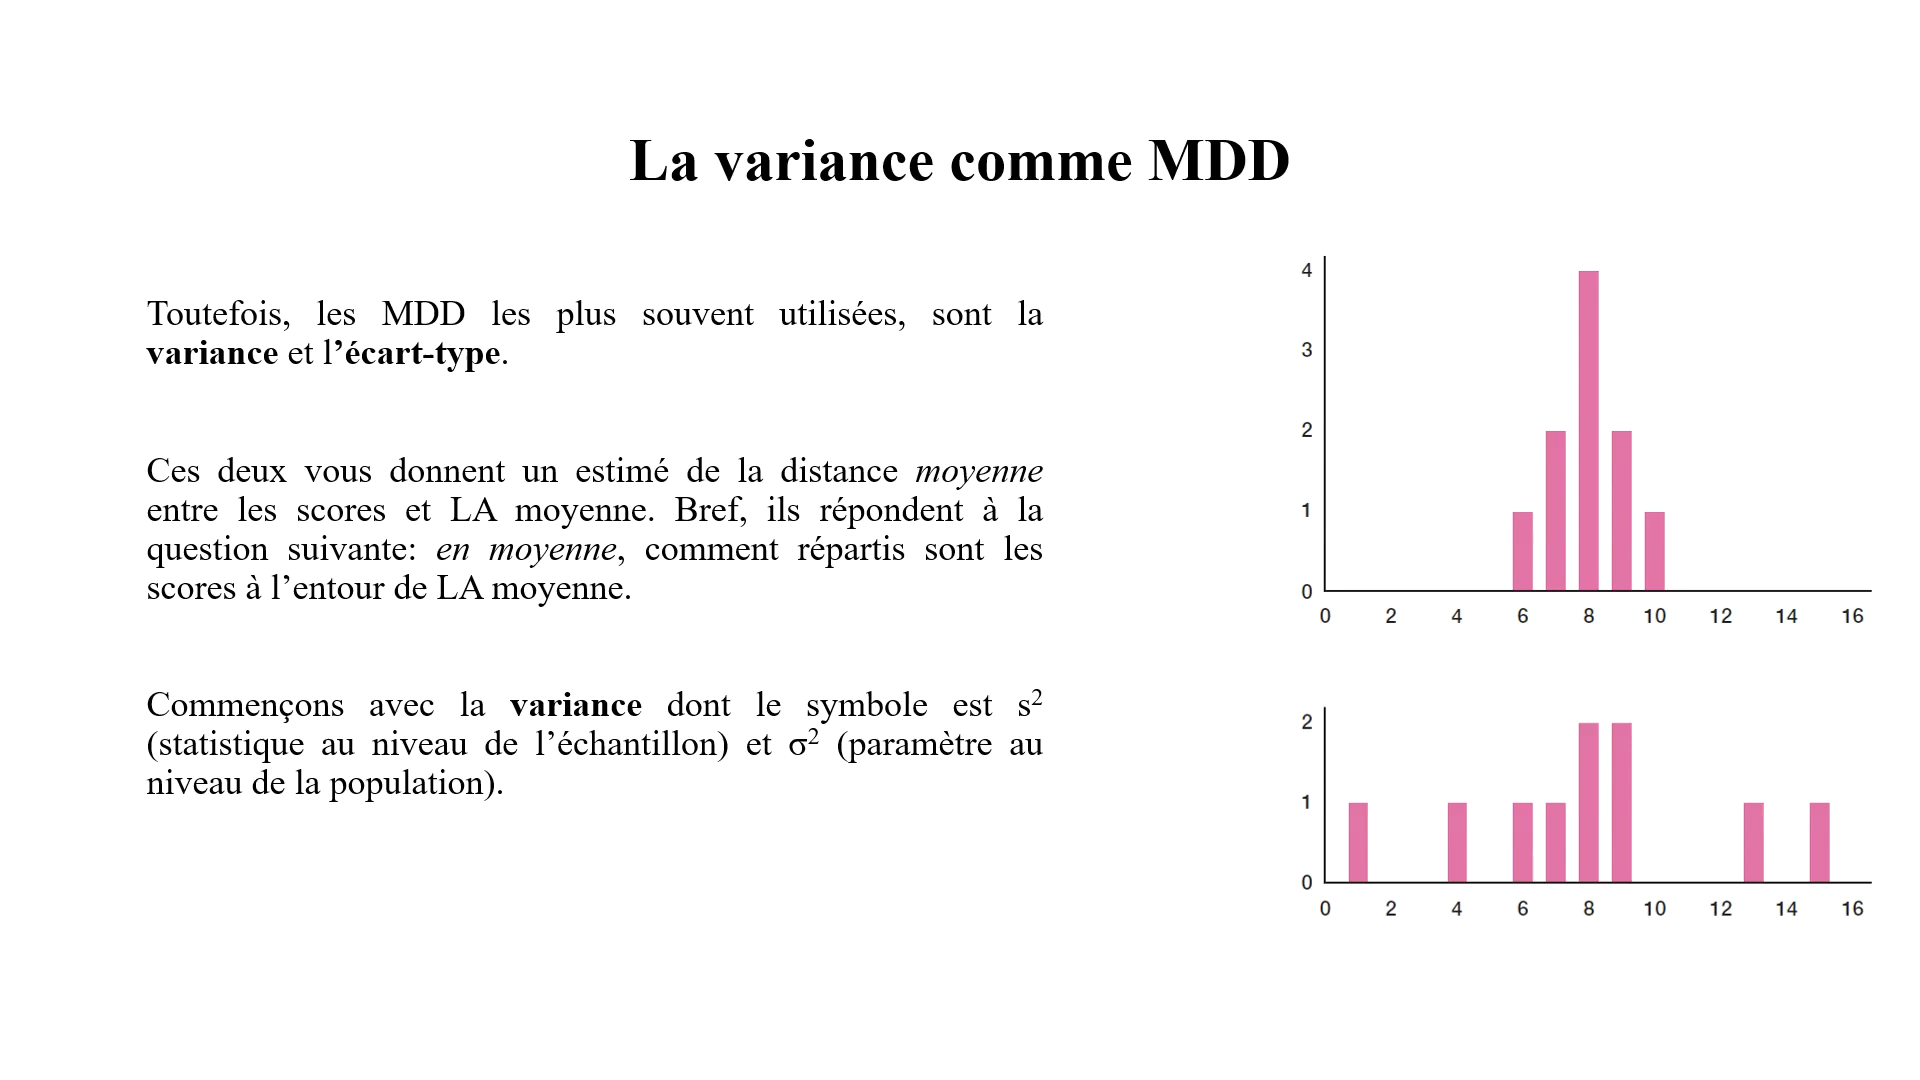 La variance comme MDD
Toutefois, les MDD les plus souvent utilisées, sont la
variance et l’écart-type.
Ces deux vous donnent un estimé de la distance moyenne
entre les scores et LA moyenne. Bref, ils répondent à la
question suivante: en moyenne, comment répartis sont les
scores à l’entour de LA moyenne.
Commençons avec la variance dont le symbole est s²
(statistique au niveau de l’échantillon) et σ² (paramètre au
niveau de la population).
4
3
2
1
0
0 2 4 6 8 10 12 14 16
2
1
0
0 2 4 6 8 10 12 14 16